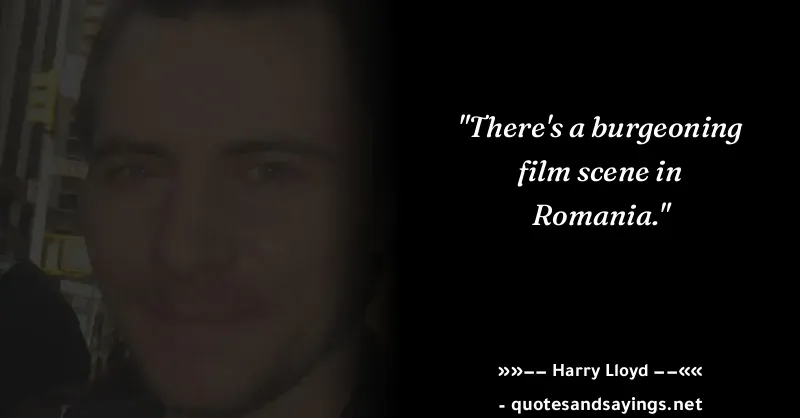 "There's a burgeoning
film scene in
Romania."
»»−− Harry Lloyd −−««
- quotesandsayings.net